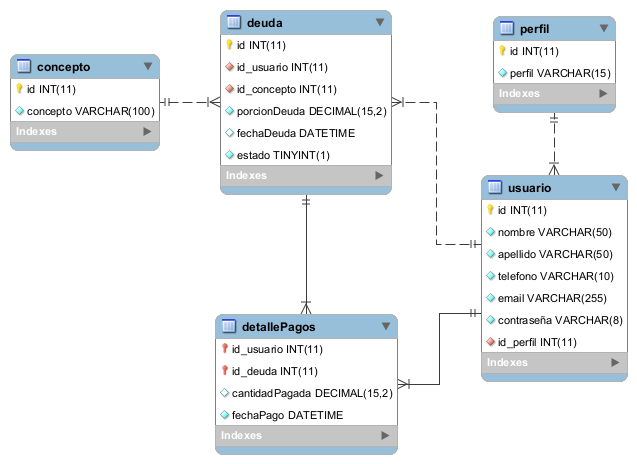 concepto
id INT(11)
concepto VARCHAR(100)
Indexes
deuda
id INT(11)
id_usuario INT(11)
id_concepto INT(11)
porcionDeuda DECIMAL(15,2)
fechaDeuda DATETIME
estado TINYINT(1)
Indexes
perfil
id INT(11)
perfil VARCHAR(15)
Indexes
usuario
id INT(11)
nombre VARCHAR(50)
apellido VARCHAR(50)
telefono VARCHAR(10)
email VARCHAR(255)
contraseña VARCHAR(8)
id_perfil INT(11)
Indexes
detallePagos
id_usuario INT(11)
id_deuda INT(11)
cantidadPagada DECIMAL(15,2)
fechaPago DATETIME
Indexes